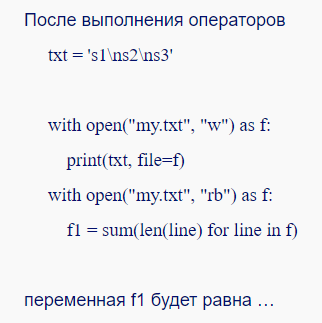 После выполнения операторов
txt = 's1\ns2\ns3'
with open("my.txt", "w") as f:
print(txt, file=f)
with open("my.txt", "rb") as f:
f1 = sum(len(line) for line in f)
переменная f1 будет равна …